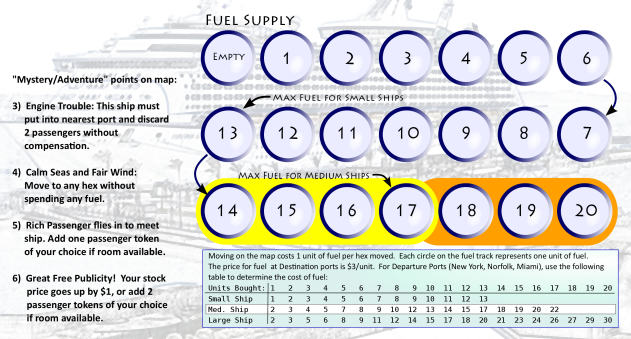 FUEL SUPPLY
EMPTY 1 2 3 4 5 6
MAX FUEL FOR SMALL SHIPS
13 12 11 10 9 8 7
MAX FUEL FOR MEDIUM SHIPS
14 15 16 17 18 19 20
"Mystery/Adventure" points on map:
3) Engine Trouble: This ship must
put into nearest port and discard
2 passengers without
compensation.
4) Calm Seas and Fair Wind:
Move to any hex without
spending any fuel.
5) Rich Passenger flies in to meet
ship. Add one passenger token
of your choice if room available.
6) Great Free Publicity! Your stock
price goes up by $1, or add 2
passenger tokens of your choice
if room available.
Moving on the map costs 1 unit of fuel per hex moved. Each circle on the fuel track represents one unit of fuel.
The price for fuel at Destination ports is $3/unit. For Departure Ports (New York, Norfolk, Miami), use the following
table to determine the cost of fuel:
Units Bought: 1 2 3 4 5 6 7 8 9 10 11 12 13 14 15 16 17 18 19 20
Small Ship 1 2 3 4 5 6 7 8 9 10 11 12 13
Med. Ship 2 3 4 5 7 8 9 10 12 13 14 15 17 18 19 20 22
Large Ship 2 3 5 6 8 9 11 12 14 15 17 18 20 21 23 24 26 27 29 30